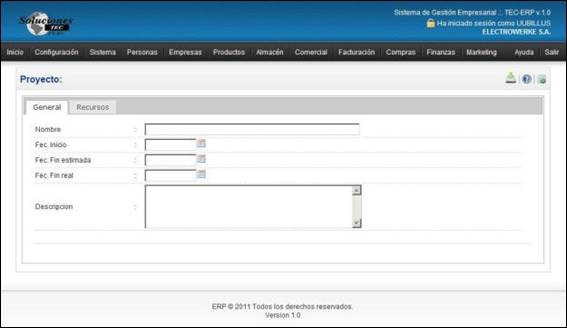 Soluciones
TEC
Sistema de Gestión Empresarial :: TEC-ERP v.1.0
Ha iniciado sesión como UUBILLUS
ELECTROWERKE S.A.
Inicio Configuración Sistema Personas Empresas Productos Almacén Comercial Facturación Compras Finanzas Marketing Ayuda Salir
Proyecto:
General Recursos
Nombre :
Fec. Inicio :
Fec. Fin estimada :
Fec. Fin real :
Descripcion :
ERP © 2011 Todos los derechos reservados.
Version 1.0